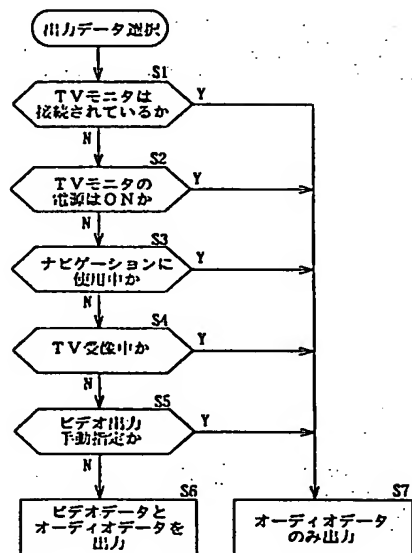 出力データ選択
S1
TVモニタは
接続されているか
Y
N
S2
TVモニタの
電源はONか
Y
N
S3
ナビゲーションに
使用中か
Y
N
S4
TV受像中か
Y
N
S5
ビデオ出力
手動指定か
Y
N
S6
ビデオデータと
オーディオデータを
出力
S7
オーディオデータ
のみ出力